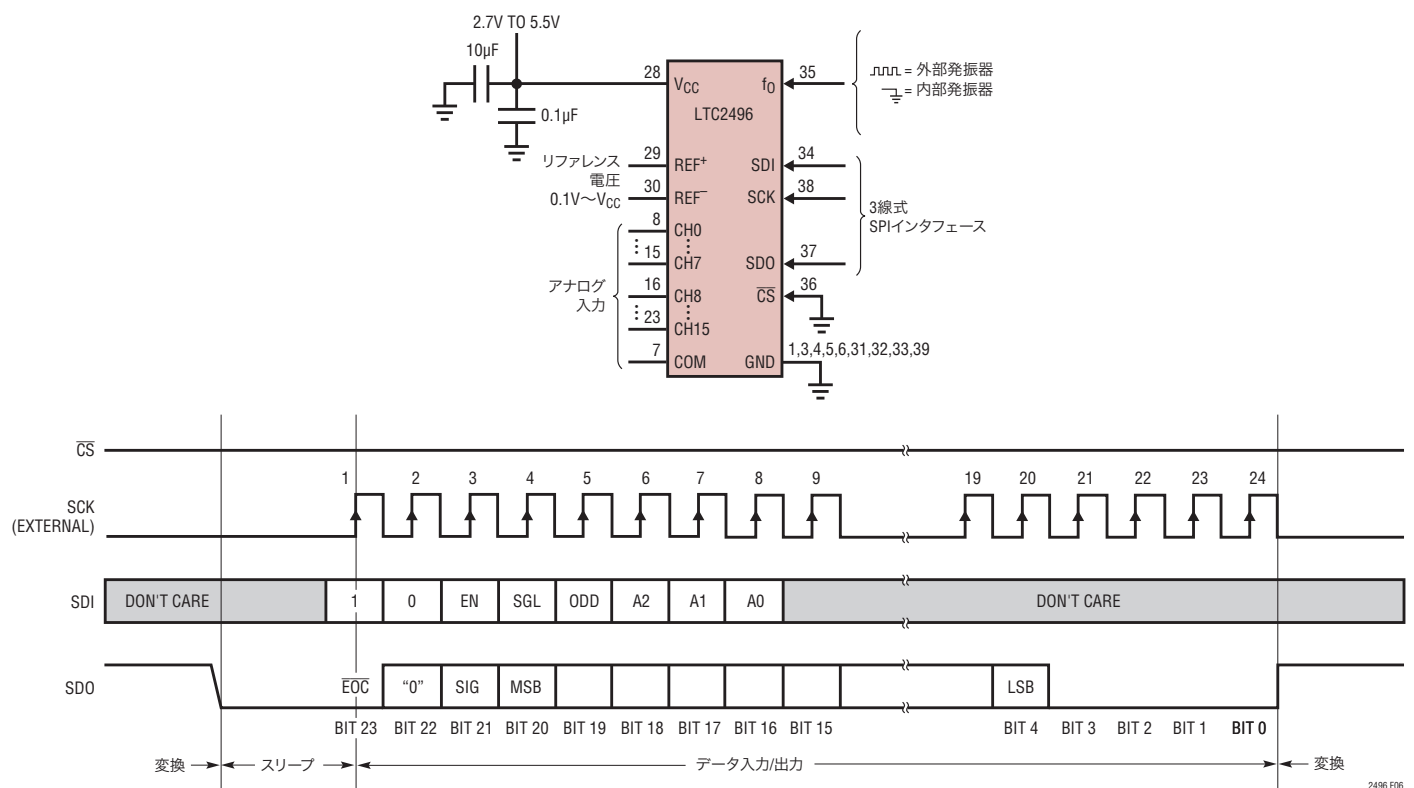 2.7V TO 5.5V
10µF
0.1µF
28
VCC
fO
35
= 外部発振器
= 内部発振器
LTC2496
リファレンス
電圧
0.1V～VCC
29
REF+
30
REF–
SDI
34
SCK
38
SDO
37
CS
36
3線式
SPIインタフェース
アナログ
入力
8
CH0
15
CH7
16
CH8
23
CH15
7
COM
GND
1,3,4,5,6,31,32,33,39
CS
SCK
(EXTERNAL)
1 2 3 4 5 6 7 8 9 19 20 21 22 23 24
SDI DON'T CARE 1 0 EN SGL ODD A2 A1 A0 DON'T CARE
SDO EOC “0” SIG MSB LSB
BIT 23 BIT 22 BIT 21 BIT 20 BIT 19 BIT 18 BIT 17 BIT 16 BIT 15 BIT 4 BIT 3 BIT 2 BIT 1 BIT 0
変換 スリープ データ入力/出力 変換
2496 F06